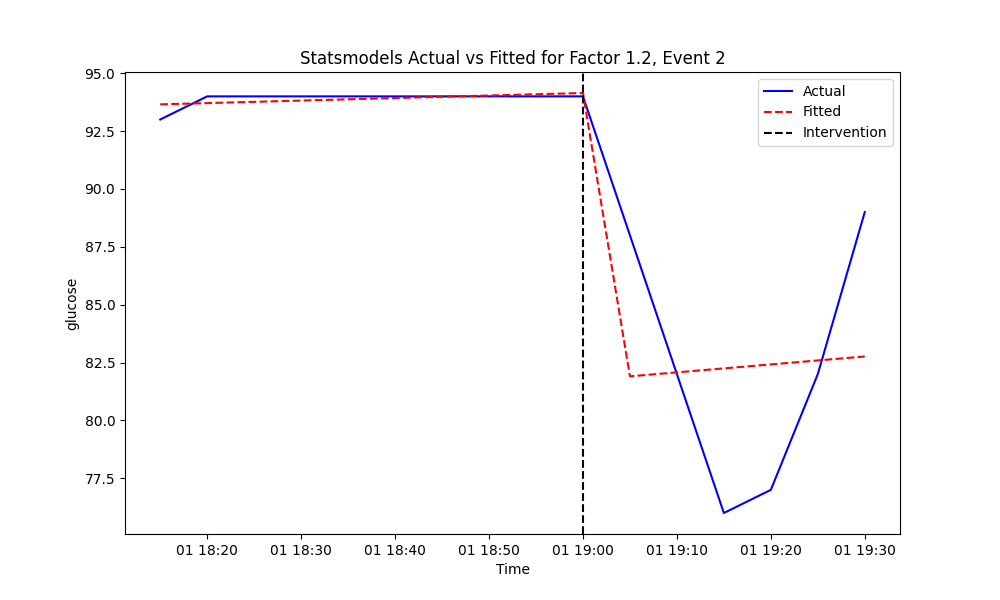 Statsmodels Actual vs Fitted for Factor 1.2, Event 2
95.0
92.5
90.0
87.5
85.0
82.5
80.0
77.5
glucose
Actual
Fitted
Intervention
01 18:20 01 18:30 01 18:40 01 18:50 01 19:00 01 19:10 01 19:20 01 19:30
Time